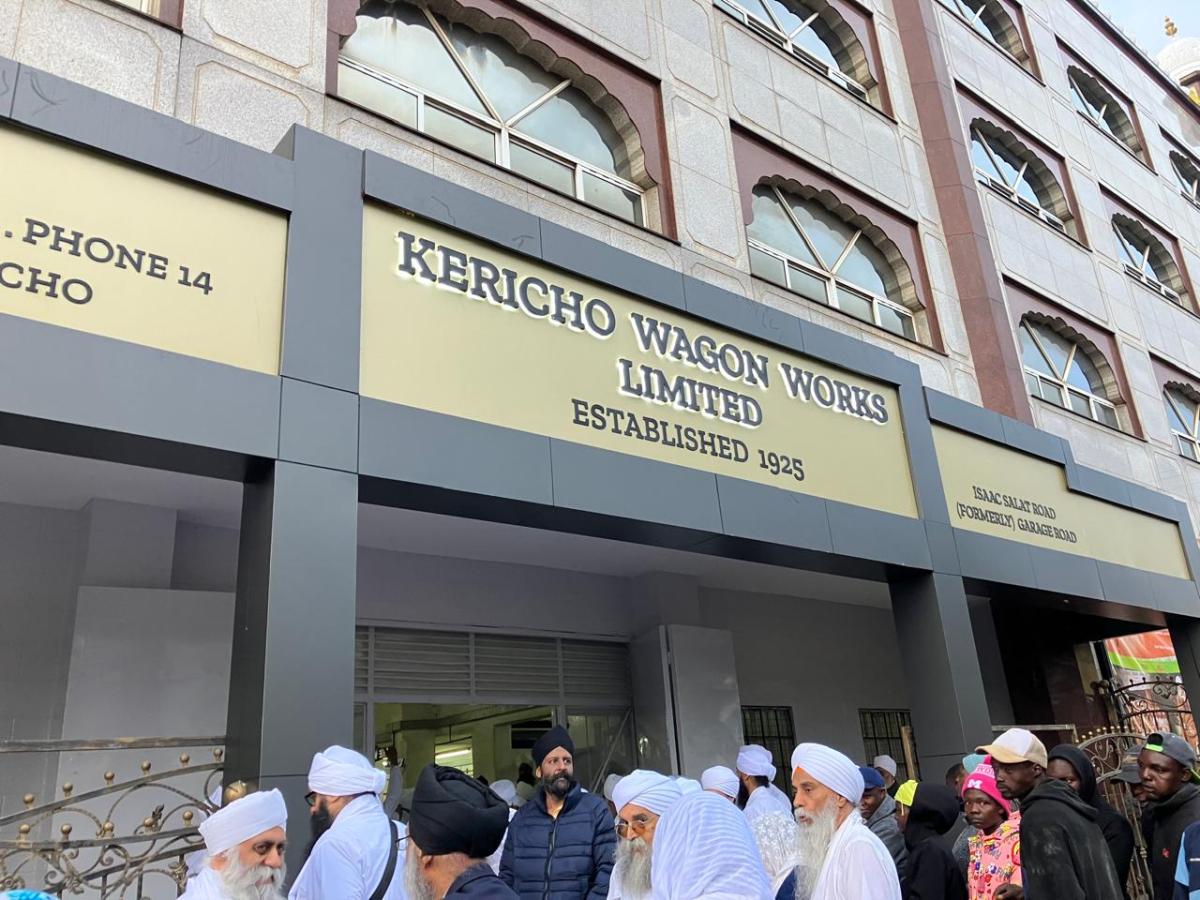 . PHONE 14
CHO
KERICHO WAGON WORKS
LIMITED
ESTABLISHED 1925
ISAAC SALAT ROAD
(FORMERLY) GARAGE ROAD